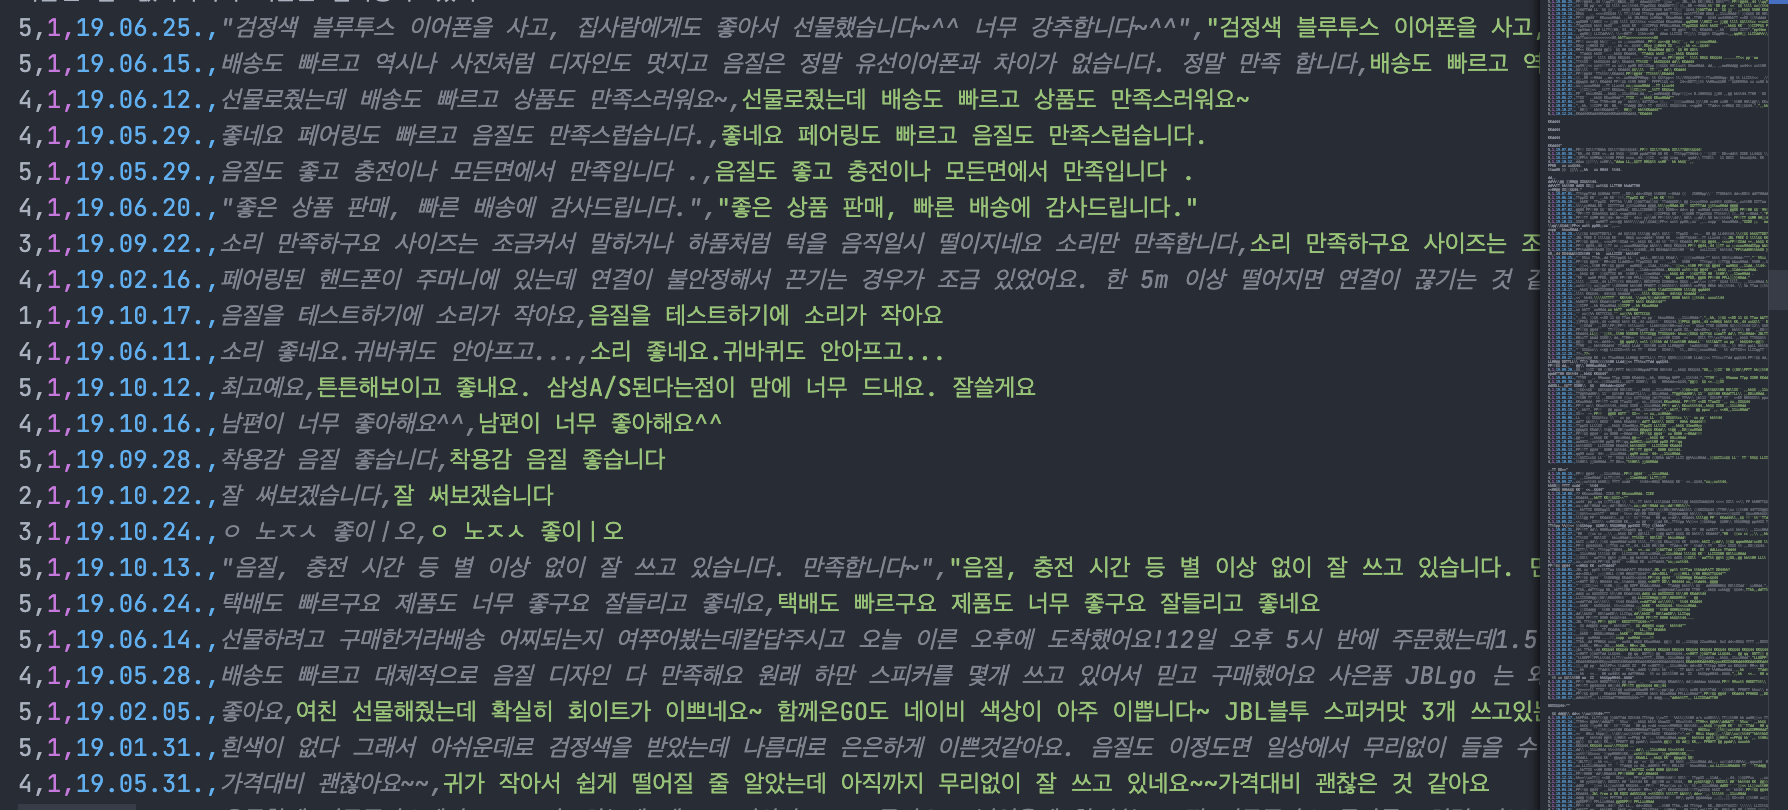 5,1,19.06.25.,"검정색 블루투스 이어폰을 사고, 집사람에게도 좋아서 선물했습니다~^^ 너무 강추합니다~^^","검정색 블루투스 이어폰을 사고,
5,1,19.06.15.,배송도 빠르고 역시나 사진처럼 디자인도 멋지고 음질은 정말 유선이어폰과 차이가 없습니다. 정말 만족 합니다,배송도 빠르고 역
4,1,19.06.12.,선물로줬는데 배송도 빠르고 상품도 만족스러워요~,선물로줬는데 배송도 빠르고 상품도 만족스러워요~
4,1,19.05.29.,좋네요 페어링도 빠르고 음질도 만족스럽습니다.,좋네요 페어링도 빠르고 음질도 만족스럽습니다.
5,1,19.05.29.,음질도 좋고 충전이나 모든면에서 만족입니다 .,음질도 좋고 충전이나 모든면에서 만족입니다 .
4,1,19.06.20.,"좋은 상품 판매, 빠른 배송에 감사드립니다.","좋은 상품 판매, 빠른 배송에 감사드립니다."
3,1,19.09.22.,소리 만족하구요 사이즈는 조금커서 말하거나 하품처럼 턱을 움직일때 떨이지네요 소리만 만족합니다,소리 만족하구요 사이즈는 조
4,1,19.02.16.,페어링된 핸드폰이 주머니에 있는데 연결이 불안정해서 끈기는 경우가 조금 있었어요. 한 5m 이상 떨어지면 연결이 끊기는 것 같
1,1,19.10.17.,음질을 테스트하기에 소리가 작아요,음질을 테스트하기에 소리가 작아요
4,1,19.06.11.,소리 좋네요.귀바퀴도 안아프고...,소리 좋네요.귀바퀴도 안아프고...
5,1,19.10.12.,최고예요,튼튼해보이고 좋내요. 삼성A/S된다는점이 맘에 너무 드내요. 잘쓸게요
4,1,19.10.16.,남편이 너무 좋아해요^^,남편이 너무 좋아해요^^
5,1,19.09.28.,착용감 음질 좋습니다,착용감 음질 좋습니다
2,1,19.10.22.,잘 써보겠습니다,잘 써보겠습니다
3,1,19.10.24.,ㅇ 노ㅈㅅ 좋이ㅣ오,ㅇ 노ㅈㅅ 좋이ㅣ오
5,1,19.10.13.,"음질, 충전 시간 등 별 이상 없이 잘 쓰고 있습니다. 만족합니다~","음질, 충전 시간 등 별 이상 없이 잘 쓰고 있습니다.
5,1,19.06.24.,택배도 빠르구요 제품도 너무 좋구요 잘들리고 좋네요,택배도 빠르구요 제품도 너무 좋구요 잘들리고 좋네요
5,1,19.06.14.,선물하려고 구매한거라배송 어찌되는지 여쭈어봤는데칼답주시고 오늘 이른 오후에 도착했어요!12일 오후 5시 반에 주문했는데1.5
4,1,19.05.28.,배송도 빠르고 대체적으로 음질 디자인 다 만족해요 원래 하만 스피커를 몇개 쓰고 있어서 믿고 구매했어요 사은품 JBLgo 는
5,1,19.02.05.,좋아요,여친 선물해줬는데 확실히 회이트가 이쁘네요~ 함께온GO도 네이비 색상이 아주 이쁩니다~ JBL블투 스피커맛 3개 쓰고있는
5,1,19.01.31.,흰색이 없다 그래서 아쉬운데로 검정색을 받았는데 나름대로 은은하게 이쁜것같아요. 음질도 이정도면 일상에서 무리없이 들을 수
4,1,19.05.31.,가격대비 괜찮아요~~,귀가 작아서 쉽게 떨어질 줄 알았는데 아직까지 무리없이 잘 쓰고 있네요~~가격대비 괜찮은 것 같아요